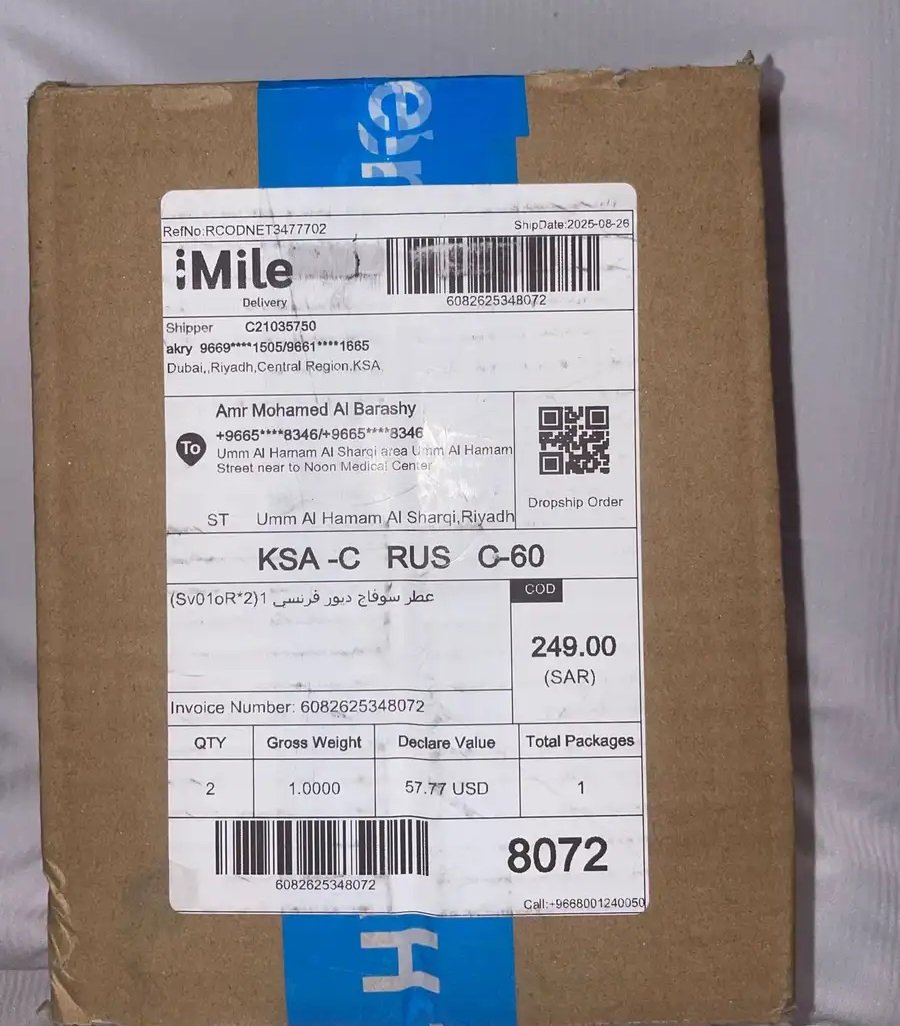 RefNo:RCODNET3477702
ShipDate:2025-08-26
iMile
Delivery
6082625348072
Shipper C21035750
akry 9669****1505/9661****1665
Dubai,,Riyadh,Central Region,KSA
To
Amr Mohamed Al Barashy
+9665****8346/+9665****8346
Umm Al Hamam Al Sharqi area Umm Al Hamam
Street near to Noon Medical Center
Dropship Order
ST Umm Al Hamam Al Sharqi,Riyadh
KSA -C RUS C-60
عطر سوفاج ديور فرنسي 1(Sv01oR*2)
COD
249.00
(SAR)
Invoice Number: 6082625348072
QTY Gross Weight Declare Value Total Packages
2 1.0000 57.77 USD 1
6082625348072
8072
Call:+9668001240050